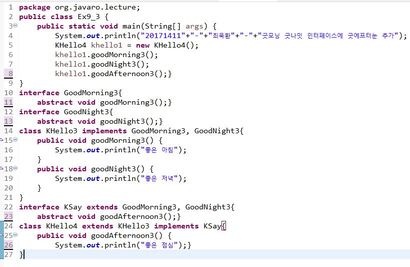 1 package org.javaro.lecture;
2 public class Ex9_3 {
3 public static void main(String[] args) {
4 System.out.println("20171411"+"-"+"최욱환"+"-"+"굿모닝 굿나잇 인터페이스에 굿에프터눈 추가");
5 KHello4 khello1 = new KHello4();
6 khello1.goodMorning3();
7 khello1.goodNight3();
8 khello1.goodAfternoon3();}
9 }
10 interface GoodMorning3{
11 abstract void goodMorning3();}
12 interface GoodNight3{
13 abstract void goodNight3();}
14 class KHello3 implements GoodMorning3, GoodNight3{
15 public void goodMorning3() {
16 System.out.println("좋은 아침");
17 }
18 public void goodNight3() {
19 System.out.println("좋은 저녁");
20 }
21 }
22 interface KSay extends GoodMorning3, GoodNight3{
23 abstract void goodAfternoon3();}
24 class KHello4 extends KHello3 implements KSay{
25 public void goodAfternoon3() {
26 System.out.println("좋은 점심");}
27 }